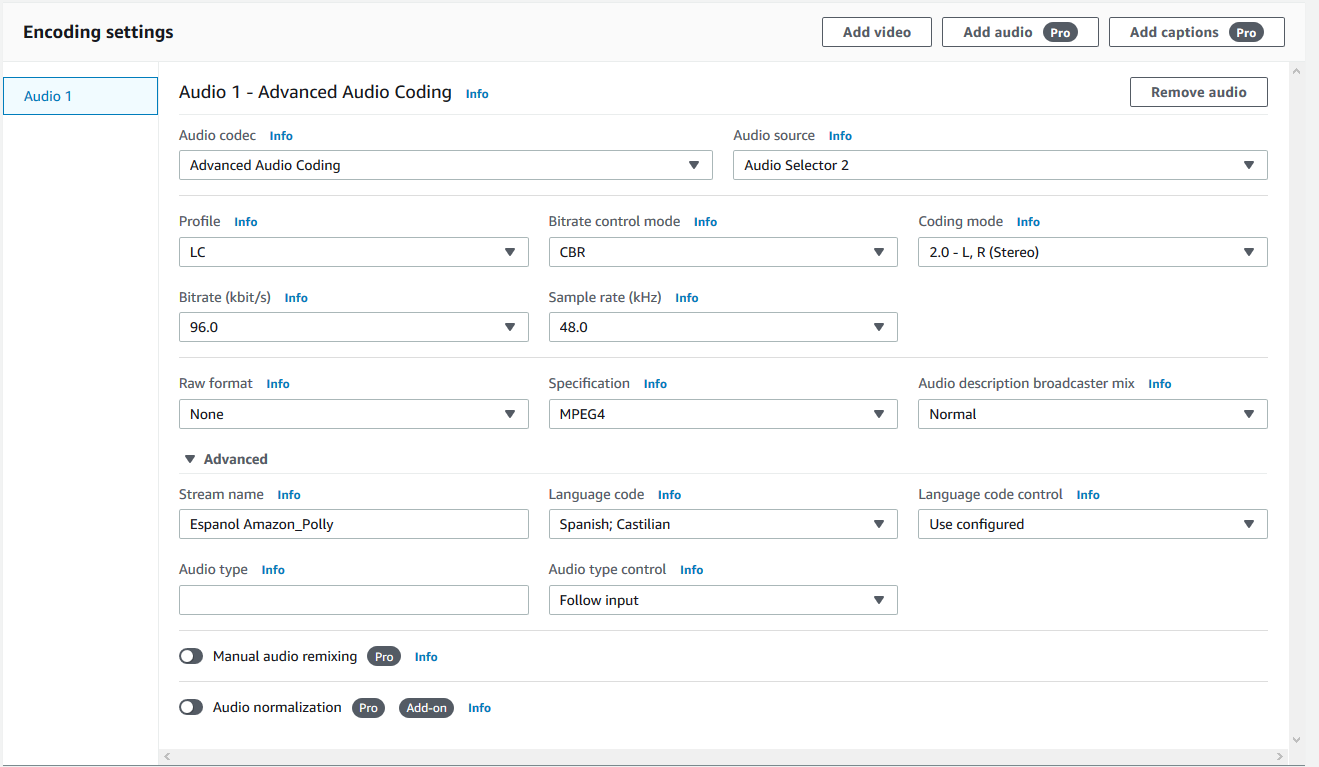 Encoding settings
Add video
Add audio Pro
Add captions Pro
Audio 1
Audio 1 - Advanced Audio Coding Info
Remove audio
Audio codec Info
Audio source Info
Advanced Audio Coding
Audio Selector 2
Profile Info
Bitrate control mode Info
Coding mode Info
LC
CBR
2.0 - L, R (Stereo)
Bitrate (kbit/s) Info
Sample rate (kHz) Info
96.0
48.0
Raw format Info
Specification Info
Audio description broadcaster mix Info
None
MPEG4
Normal
Advanced
Stream name Info
Language code Info
Language code control Info
Espanol Amazon_Polly
Spanish; Castilian
Use configured
Audio type Info
Audio type control Info
Follow input
Manual audio remixing Pro Info
Audio normalization Pro Add-on Info